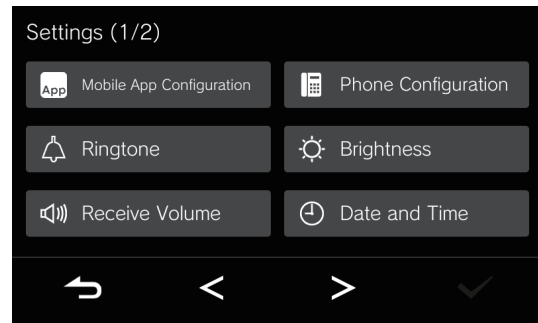 Settings (1/2)
App Mobile App Configuration
Phone Configuration
Ringtone
Brightness
Receive Volume
Date and Time